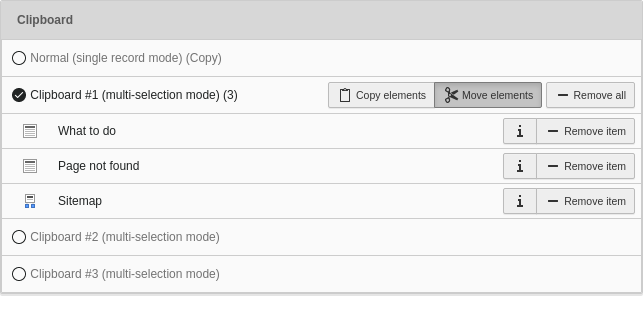 Clipboard
Normal (single record mode) (Copy)
Clipboard #1 (multi-selection mode) (3) Copy elements Move elements Remove all
What to do i Remove item
Page not found i Remove item
Sitemap i Remove item
Clipboard #2 (multi-selection mode)
Clipboard #3 (multi-selection mode)